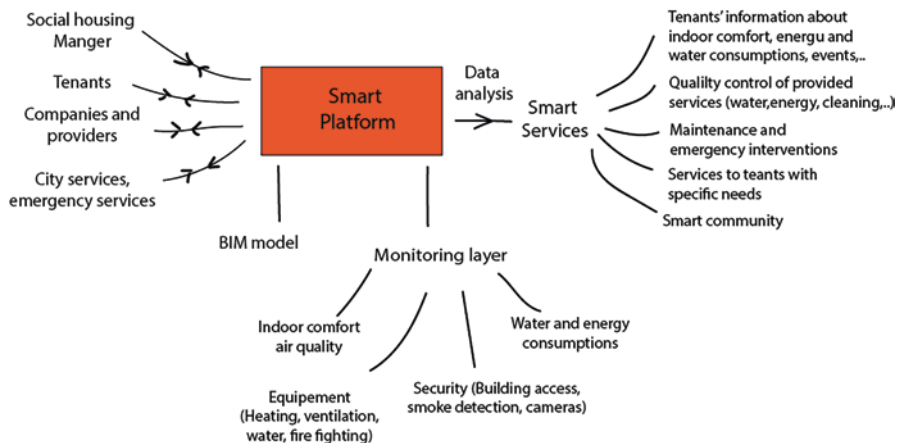 Social housing
Manger
Tenants
Companies and
providers
City services,
emergency services
Smart
Platform
BIM model
Data
analysis
Smart
Services
Tenants' information about
indoor comfort, energu and
water consumptions, events,..
Qualilty control of provided
services (water,energy, cleaning,..)
Maintenance and
emergency interventions
Services to teants with
specific needs
Smart community
Monitoring layer
Indoor comfort
air quality
Equipement
(Heating, ventilation,
water, fire fighting)
Security (Building access,
smoke detection, cameras)
Water and energy
consumptions